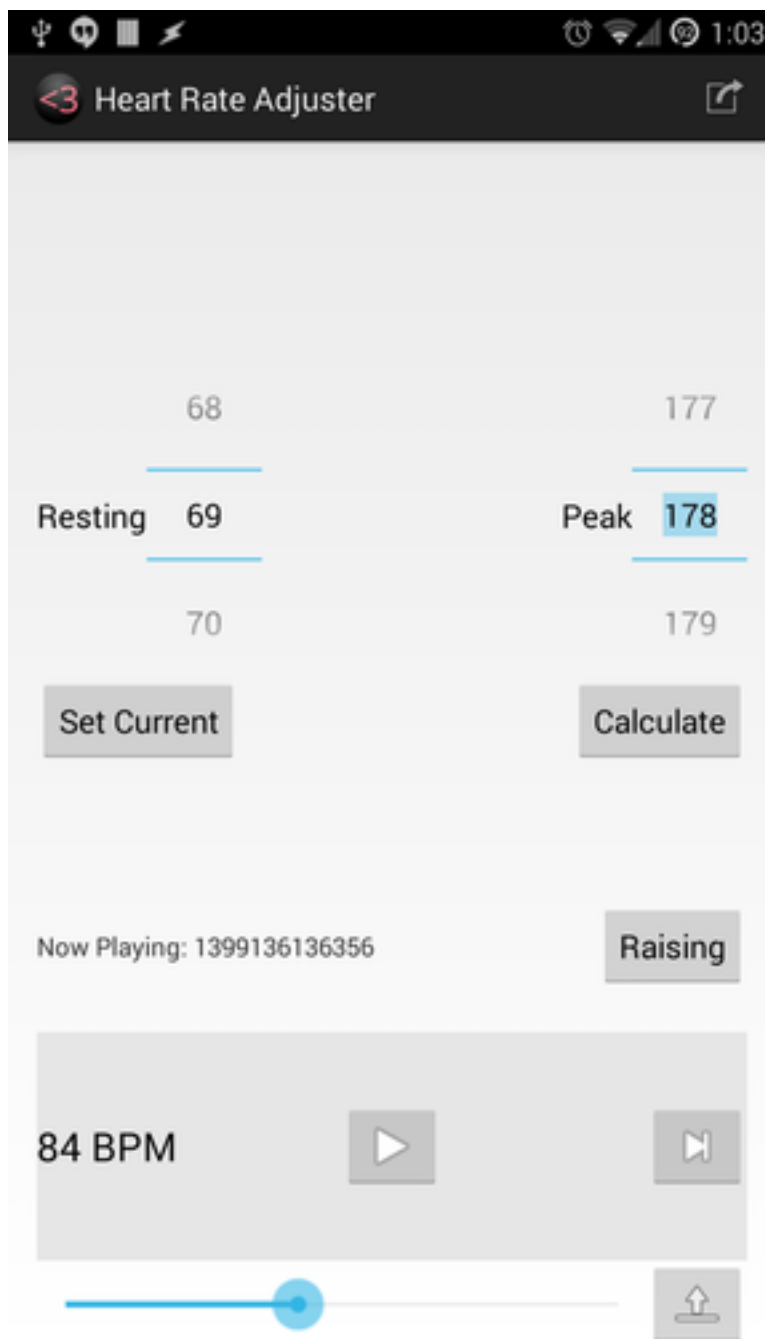 92 1:03
<3 Heart Rate Adjuster
68 177
Resting 69 Peak 178
70 179
Set Current Calculate
Now Playing: 1399136136356 Raising
84 BPM